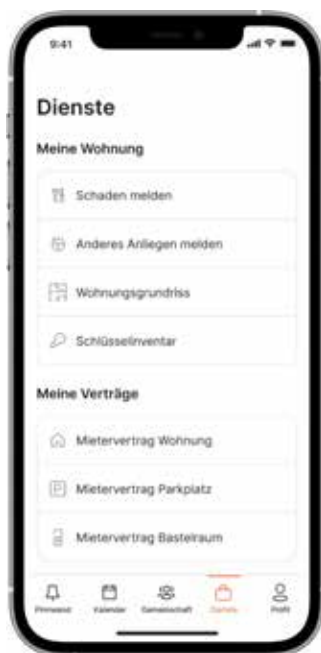 9:41
Dienste
Meine Wohnung
Schaden melden
Anderes Anliegen melden
Wohnungsgrundriss
Schlüsselinventar
Meine Verträge
Mietervertrag Wohnung
P Mietervertrag Parkplatz
Mietervertrag Bastelraum
Pinnwand Kalender Gemeinschaft Dienste Profil